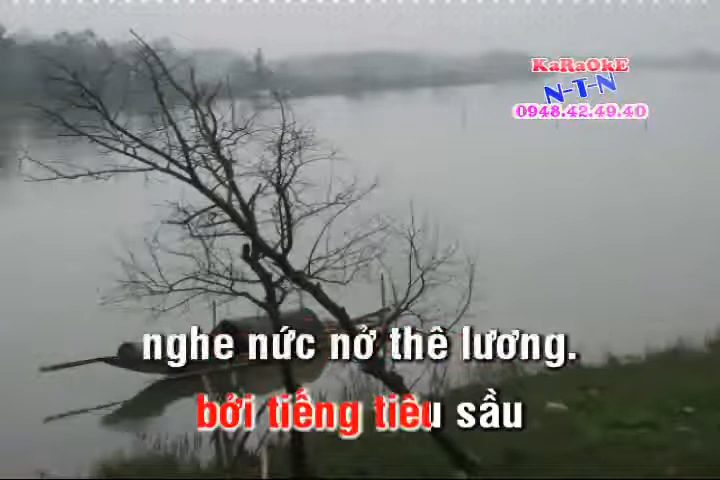 KaRaOkE
N-T-N
0948.42.49.40
nghe nức nở thê lương.
bởi tiếng tiêu sầu